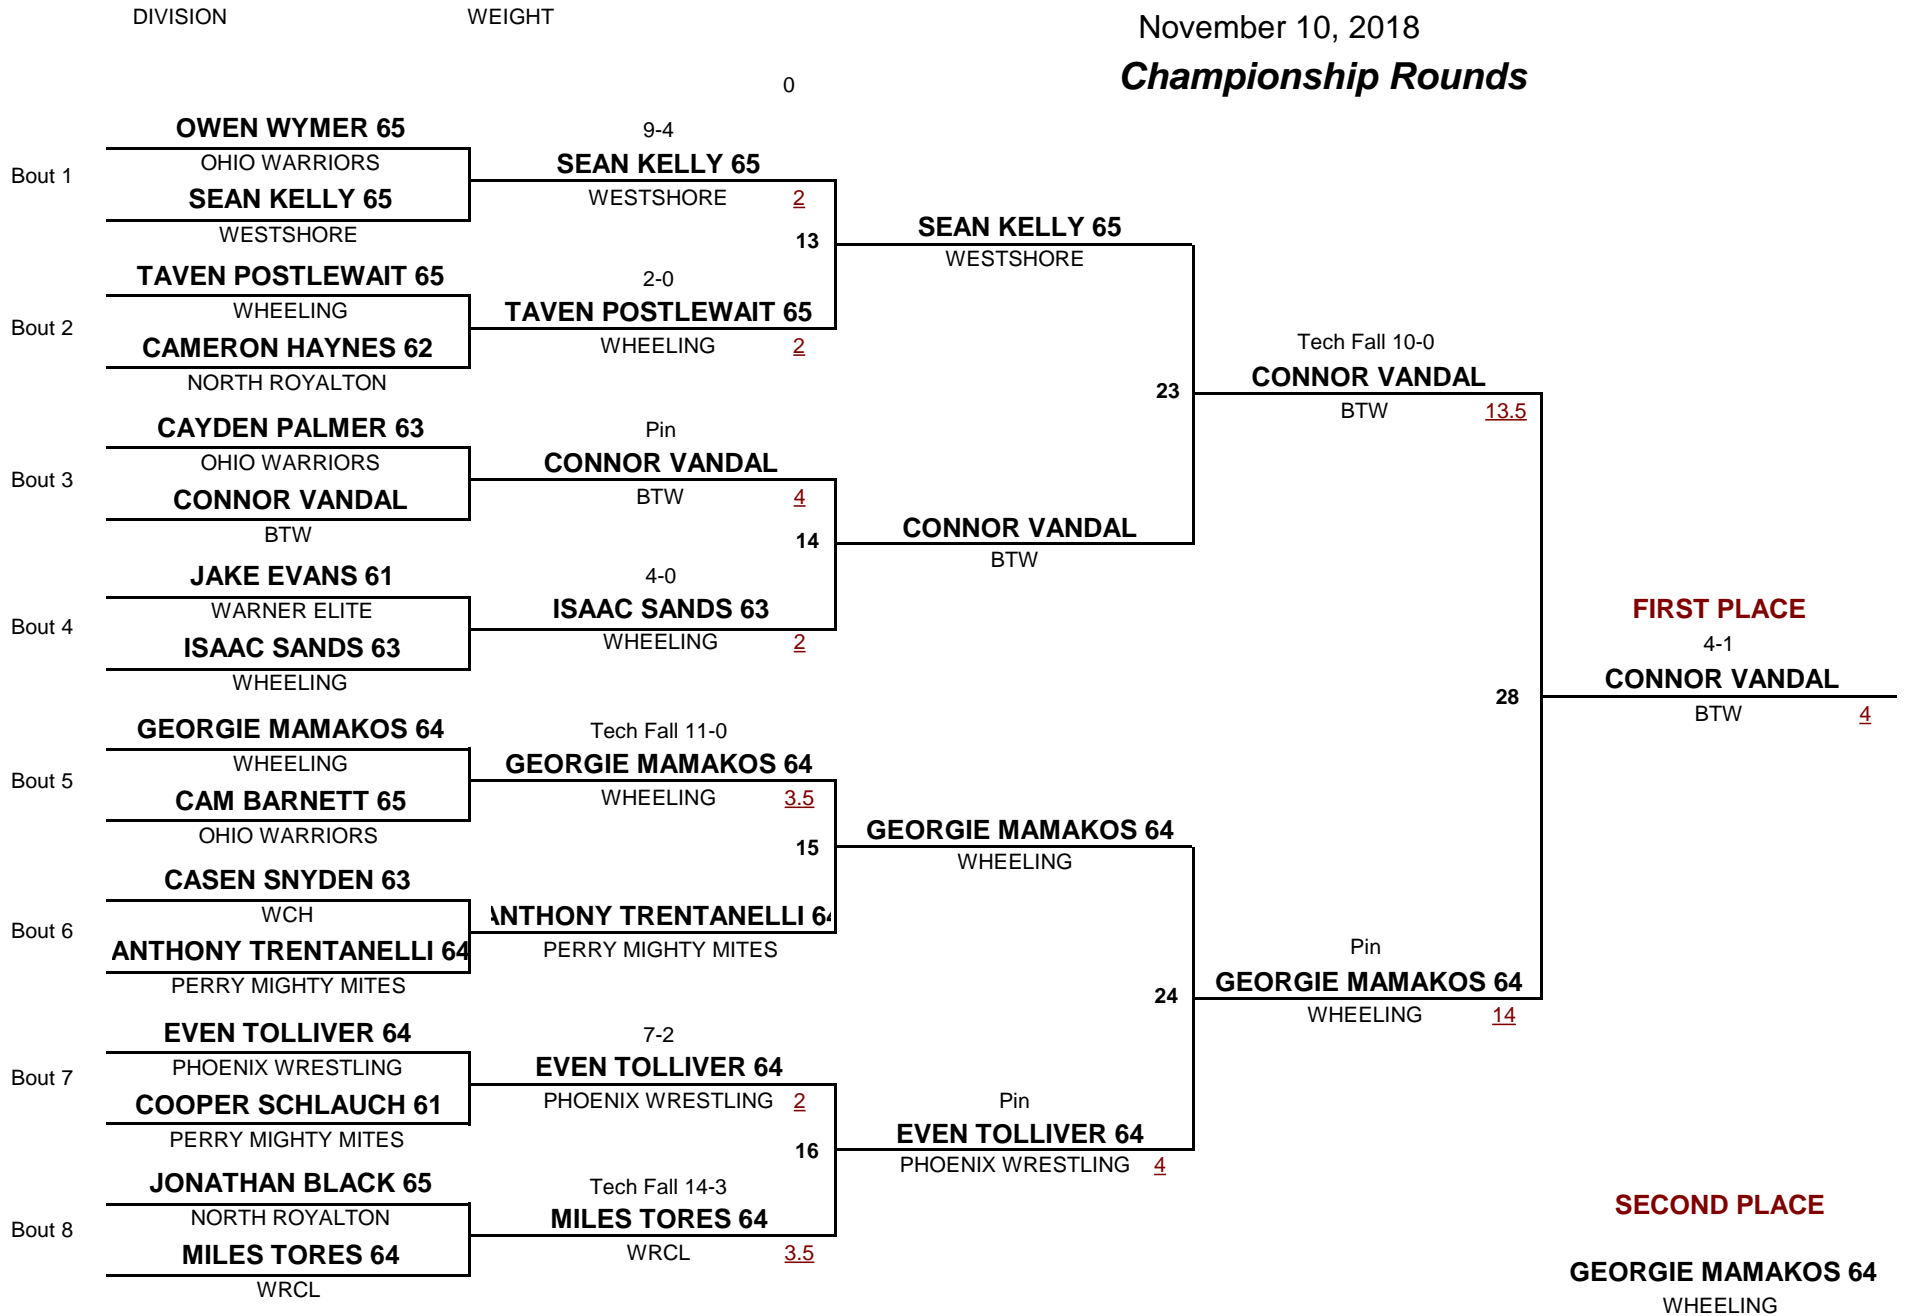 DIVISION WEIGHT
November 10, 2018
Championship Rounds
0
OWEN WYMER 65
OHIO WARRIORS
Bout 1
SEAN KELLY 65
WESTSHORE
9-4
SEAN KELLY 65
WESTSHORE 2
TAVEN POSTLEWAIT 65
WHEELING
Bout 2
CAMERON HAYNES 62
NORTH ROYALTON
2-0
TAVEN POSTLEWAIT 65
WHEELING 2
13
SEAN KELLY 65
WESTSHORE
CAYDEN PALMER 63
OHIO WARRIORS
Bout 3
CONNOR VANDAL
BTW
Pin
CONNOR VANDAL
BTW 4
JAKE EVANS 61
WARNER ELITE
Bout 4
ISAAC SANDS 63
WHEELING
4-0
ISAAC SANDS 63
WHEELING 2
14
CONNOR VANDAL
BTW
23
Tech Fall 10-0
CONNOR VANDAL
BTW 13.5
GEORGIE MAMAKOS 64
WHEELING
Bout 5
CAM BARNETT 65
OHIO WARRIORS
Tech Fall 11-0
GEORGIE MAMAKOS 64
WHEELING 3.5
CASEN SNYDEN 63
WCH
Bout 6
ANTHONY TRENTANELLI 64
PERRY MIGHTY MITES
ANTHONY TRENTANELLI 64
PERRY MIGHTY MITES
15
GEORGIE MAMAKOS 64
WHEELING
EVEN TOLLIVER 64
PHOENIX WRESTLING
Bout 7
COOPER SCHLAUCH 61
PERRY MIGHTY MITES
7-2
EVEN TOLLIVER 64
PHOENIX WRESTLING 2
JONATHAN BLACK 65
NORTH ROYALTON
Bout 8
MILES TORES 64
WRCL
Tech Fall 14-3
MILES TORES 64
WRCL 3.5
16
Pin
EVEN TOLLIVER 64
PHOENIX WRESTLING 4
24
Pin
GEORGIE MAMAKOS 64
WHEELING 14
28
FIRST PLACE
4-1
CONNOR VANDAL
BTW 4
SECOND PLACE
GEORGIE MAMAKOS 64
WHEELING